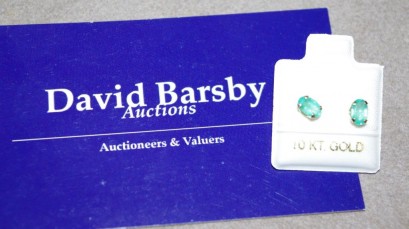 David Barsby
Auctions
Auctioneers & Valuers
10 KT. GOLD